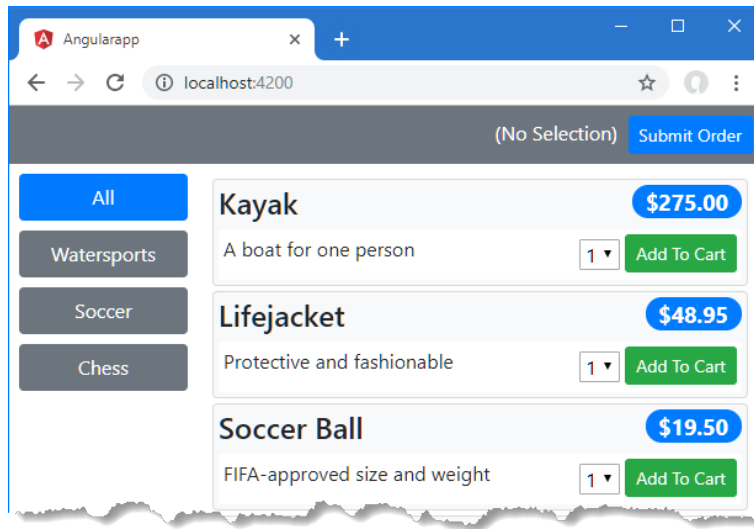 Angularapp
localhost:4200
(No Selection) Submit Order
All
Watersports
Soccer
Chess
Kayak $275.00
A boat for one person 1 Add To Cart
Lifejacket $48.95
Protective and fashionable 1 Add To Cart
Soccer Ball $19.50
FIFA-approved size and weight 1 Add To Cart